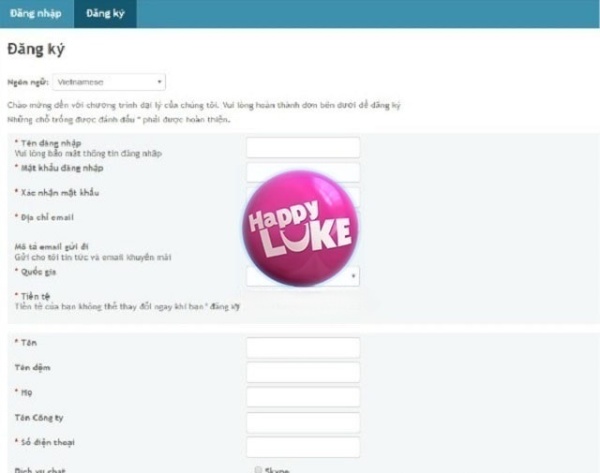 Đăng nhập
Đăng ký
Đăng ký
Ngôn ngữ: Vietnamese
Chào mừng đến với chương trình đại lý của chúng tôi. Vui lòng hoàn thành đơn bên dưới để đăng ký
Những chỗ trống được đánh dấu * phải được hoàn thiện.
* Tên đăng nhập
Vui lòng bảo mật thông tin đăng nhập
* Mật khẩu đăng nhập
* Xác nhận mật khẩu
* Địa chỉ email
Happy
LUKE
Mô tả email gửi đi
Gửi cho tôi tin tức và email khuyến mãi
* Quốc gia
* Tiền tệ
Tiền tệ của bạn không thể thay đổi ngay khi bạn' đăng ký
* Tên
Tên đệm
* Họ
Tên Công ty
* Số điện thoại
Dịch vụ chat
Skype